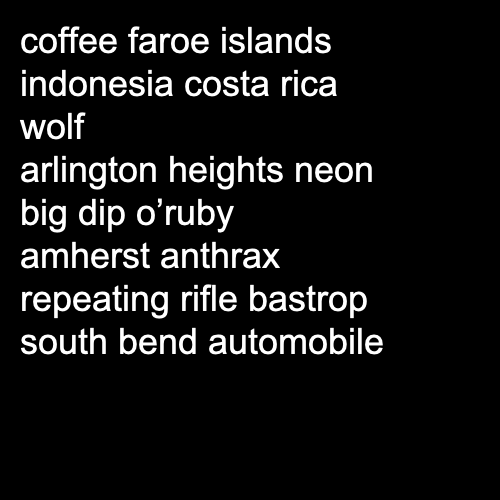 coffee faroe islands
indonesia costa rica
wolf
arlington heights neon
big dip o’ruby
amherst anthrax
repeating rifle bastrop
south bend automobile